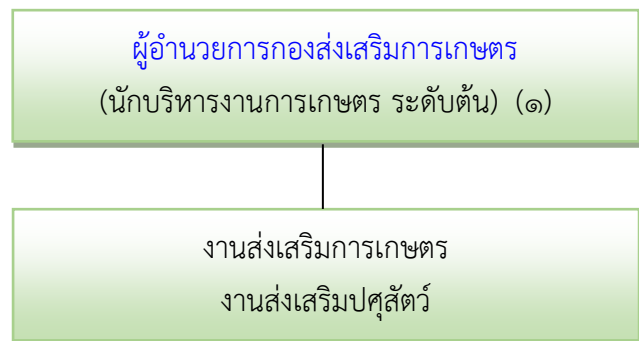 ผู้อำนวยการกองส่งเสริมการเกษตร
(นักบริหารงานการเกษตร ระดับต้น) (๑)
งานส่งเสริมการเกษตร
งานส่งเสริมปศุสัตว์